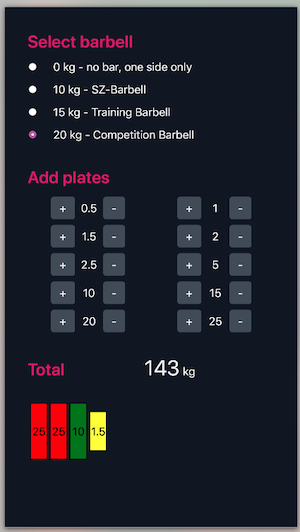 Select barbell
0 kg - no bar, one side only
10 kg - SZ-Barbell
15 kg - Training Barbell
20 kg - Competition Barbell
Add plates
+ 0.5 - + 1 -
+ 1.5 - + 2 -
+ 2.5 - + 5 -
+ 10 - + 15 -
+ 20 - + 25 -
Total 143 kg
25 25 10 1.5